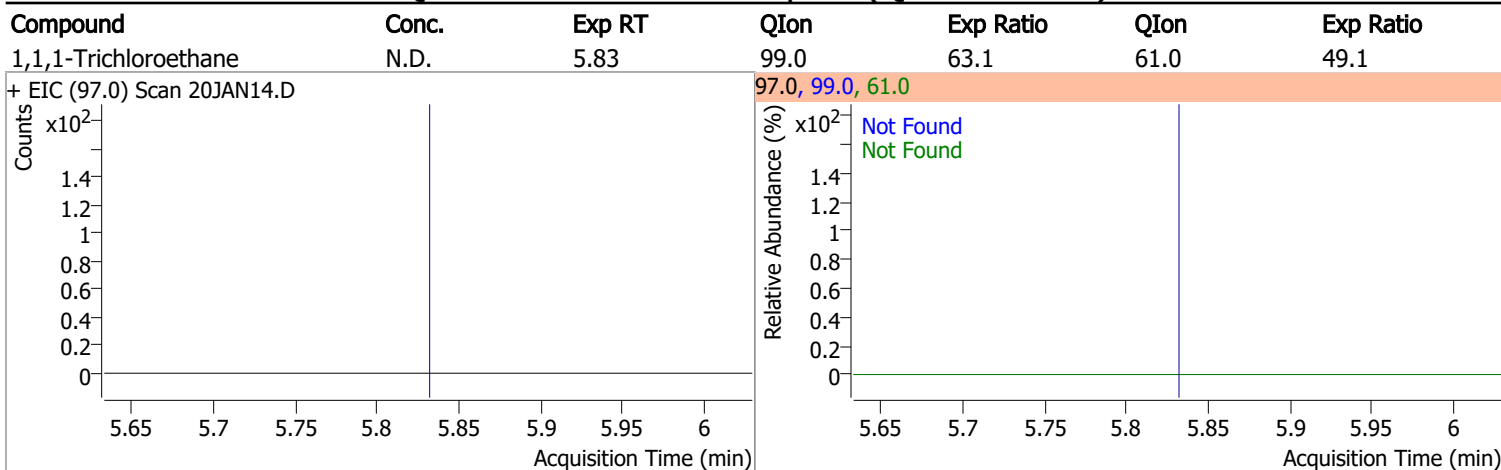 Compound Conc. Exp RT QIon Exp Ratio QIon Exp Ratio
1,1,1-Trichloroethane N.D. 5.83 99.0 63.1 61.0 49.1
+ EIC (97.0) Scan 20JAN14.D
Counts
x10²
1.4
1.2
1
0.8
0.6
0.4
0.2
0
5.65 5.7 5.75 5.8 5.85 5.9 5.95 6
Acquisition Time (min)
97.0, 99.0, 61.0
Relative Abundance (%)
x10²
Not Found
Not Found
1.4
1.2
1
0.8
0.6
0.4
0.2
0
5.65 5.7 5.75 5.8 5.85 5.9 5.95 6
Acquisition Time (min)